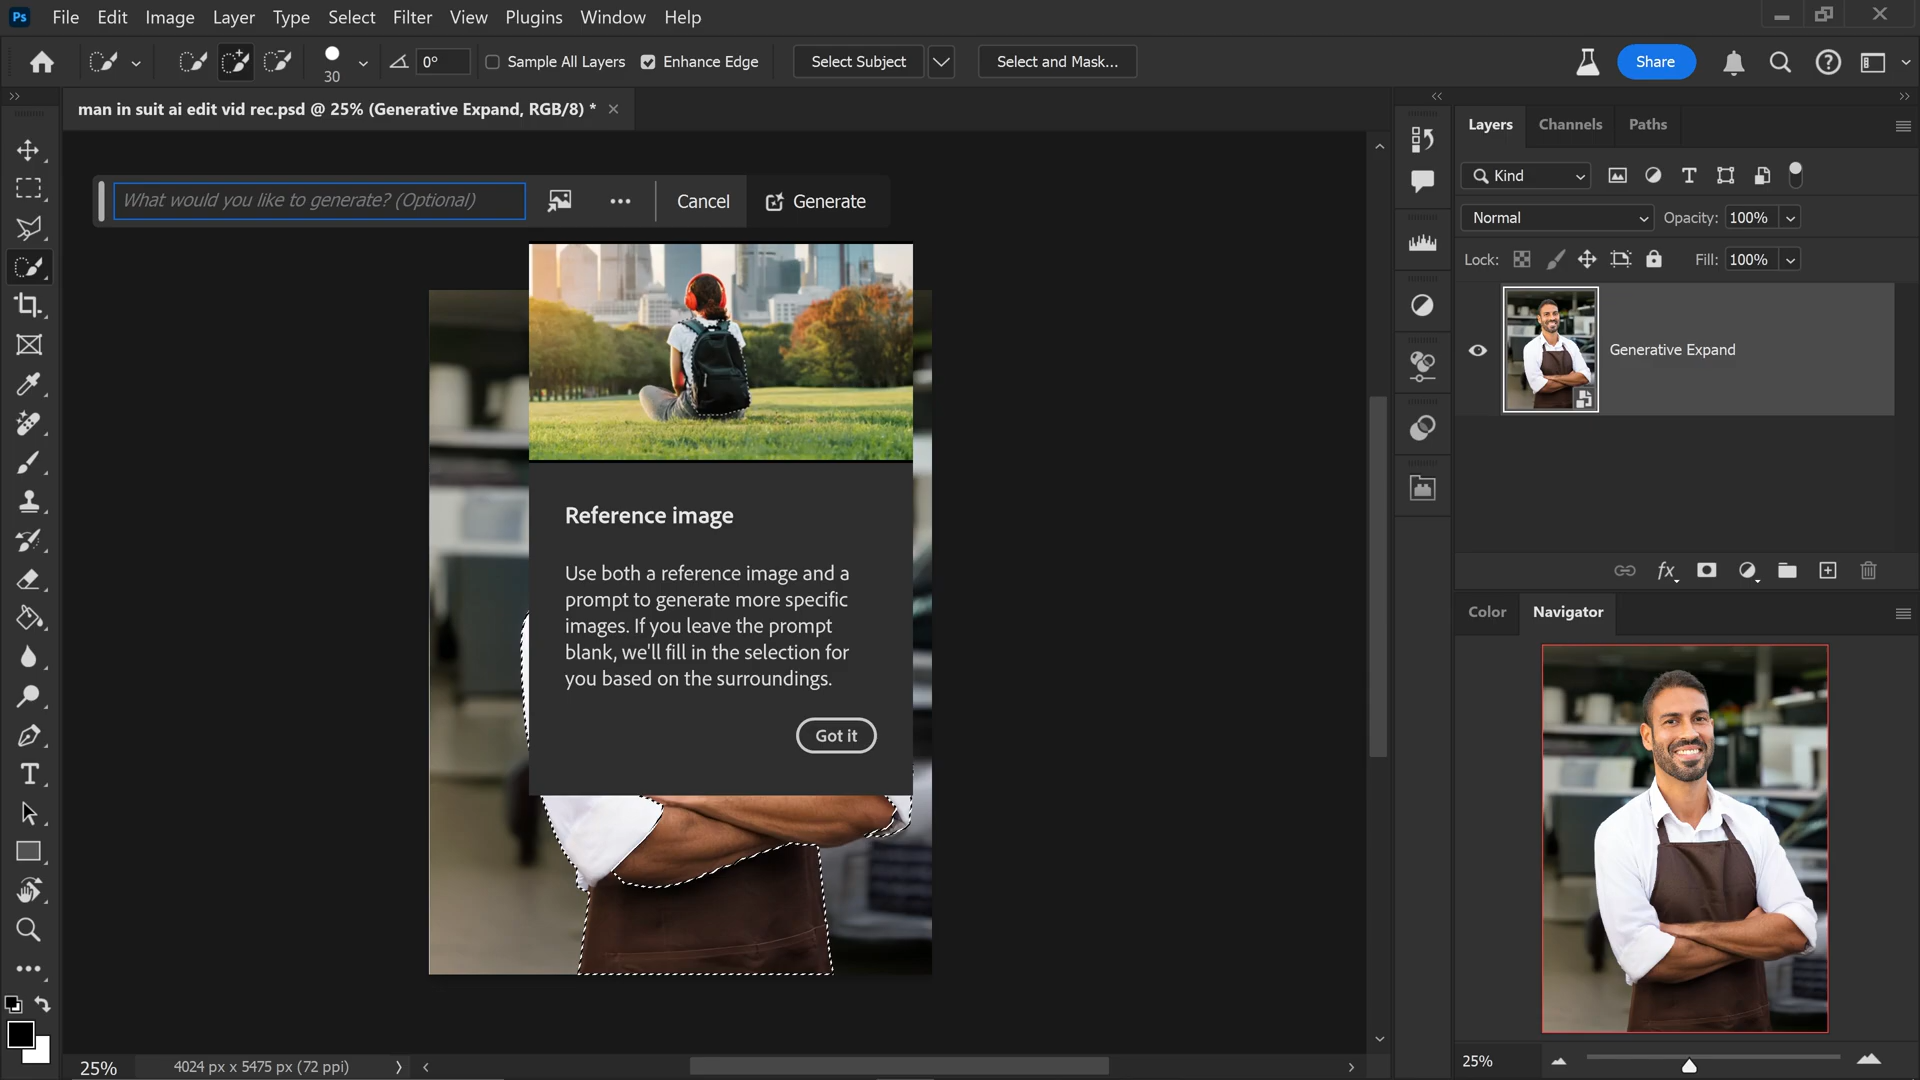 Ps File Edit Image Layer Type Select Filter View Plugins Window Help
30 0° Sample All Layers Enhance Edge Select Subject Select and Mask... Share
man in suit ai edit vid rec.psd @ 25% (Generative Expand, RGB/8) *
What would you like to generate? (Optional) Cancel Generate
Reference image
Use both a reference image and a
prompt to generate more specific
images. If you leave the prompt
blank, we'll fill in the selection for
you based on the surroundings.
Got it
Layers Channels Paths
Kind
Normal Opacity: 100%
Lock: Fill: 100%
Generative Expand
fx
Color Navigator
25%
25% 4024 px x 5475 px (72 ppi)